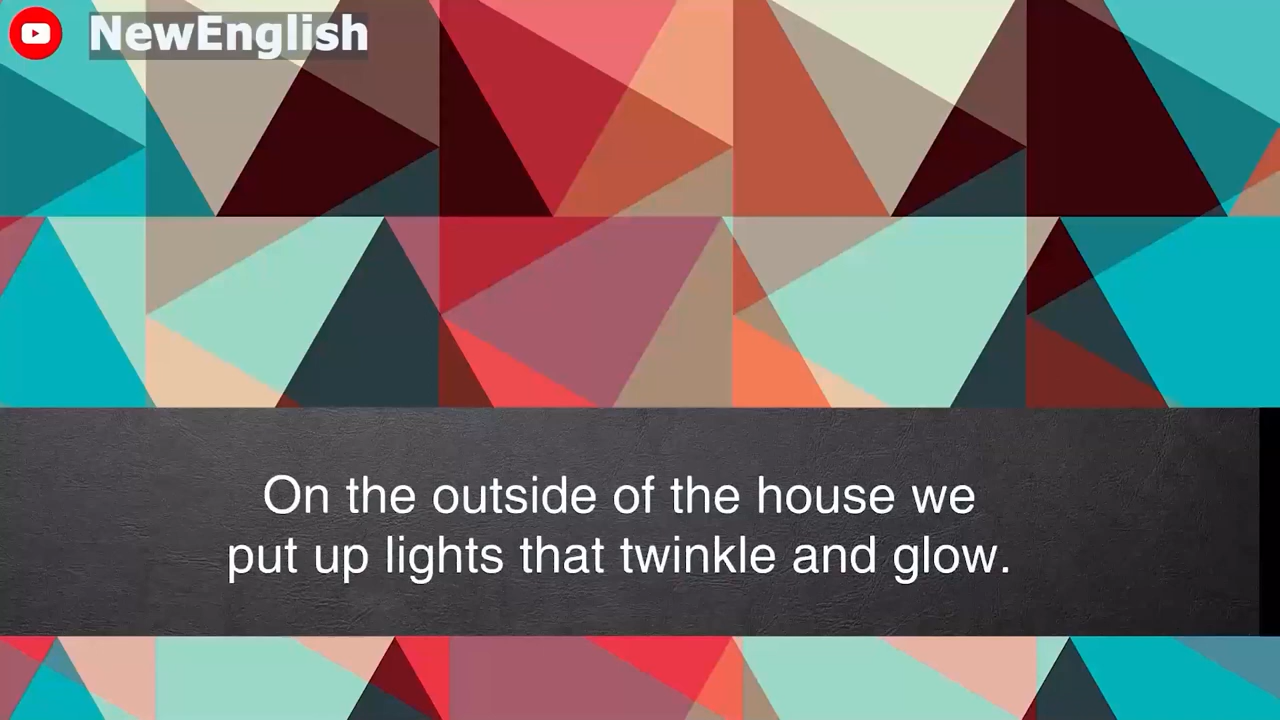 NewEnglish
On the outside of the house we
put up lights that twinkle and glow.